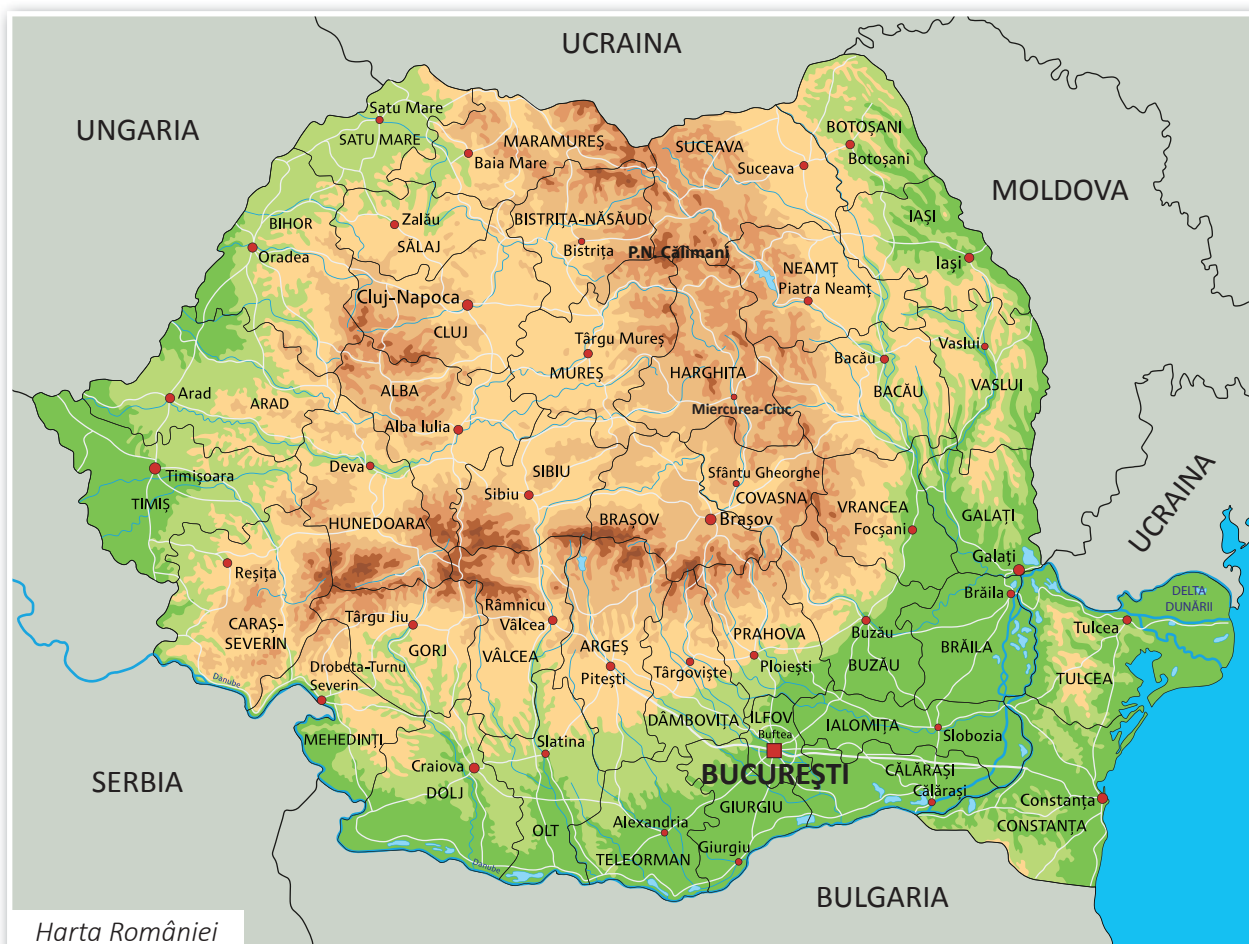 UCRAINA
UNGARIA
Satu Mare
SATU MARE
MARAMUREȘ
Baia Mare
SUCEAVA
Suceava
BOTOȘANI
Botoșani
MOLDOVA
BIHOR
Oradea
Zalău
SĂLAJ
BISTRIȚA-NĂSĂUD
Bistrița
P.N. Călimani
NEAMȚ
Piatra Neamț
IAȘI
Iași
Cluj-Napoca
CLUJ
Târgu Mureș
MUREȘ
HARGHITA
Miercurea-Ciuc
Bacău
BACĂU
Vaslui
VASLUI
Arad
ARAD
ALBA
Alba Iulia
Timișoara
TIMIȘ
Deva
HUNEDOARA
SIBIU
Sibiu
BRAȘOV
Brașov
Sfântu Gheorghe
COVASNA
VRANCEA
Focșani
GALAȚI
Galați
UCRAINA
Reșița
CARAȘ-
SEVERIN
Târgu Jiu
GORJ
Râmnicu
Vâlcea
VÂLCEA
ARGEȘ
Pitești
Târgoviște
PRAHOVA
Ploiești
Buzău
BUZĂU
Brăila
BRĂILA
Tulcea
TULCEA
DELTA
DUNĂRII
Danube
Drobeta-Turnu
Severin
MEHEDINȚI
SERBIA
Craiova
DOLJ
Slatina
OLT
DÂMBOVIȚA
ILFOV
Buftea
BUCUREȘTI
IALOMIȚA
Slobozia
CĂLĂRAȘI
Călărași
Constanța
CONSTANȚA
GIURGIU
Giurgiu
Alexandria
TELEORMAN
Danube
BULGARIA
Harta României